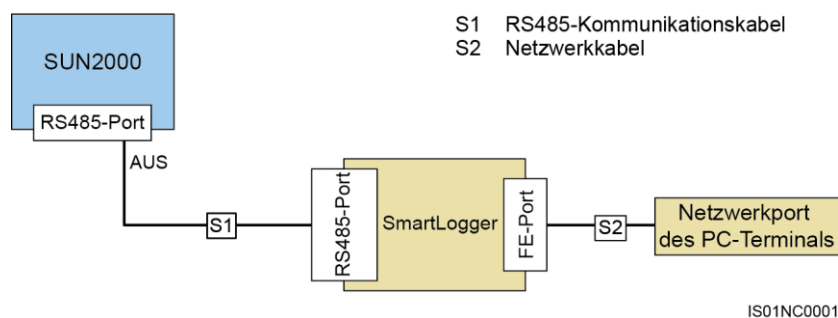 S1 RS485-Kommunikationskabel
S2 Netzwerkkabel
SUN2000
RS485-Port
AUS
S1
RS485-Port
SmartLogger
FE-Port
S2
Netzwerkport
des PC-Terminals
IS01NC0001